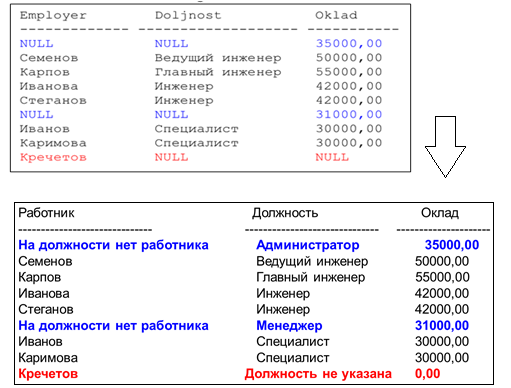 Employer Doljnost Oklad
------------- ------------------- -----------
NULL NULL 35000,00
Семенов Ведущий инженер 50000,00
Карпов Главный инженер 55000,00
Иванова Инженер 42000,00
Стеганов Инженер 42000,00
NULL NULL 31000,00
Иванов Специалист 30000,00
Каримова Специалист 30000,00
Кречетов NULL NULL
Работник Должность Оклад
----------------------------- ----------------------------- --------------------
На должности нет работника Администратор 35000,00
Семенов Ведущий инженер 50000,00
Карпов Главный инженер 55000,00
Иванова Инженер 42000,00
Стеганов Инженер 42000,00
На должности нет работника Менеджер 31000,00
Иванов Специалист 30000,00
Каримова Специалист 30000,00
Кречетов Должность не указана 0,00